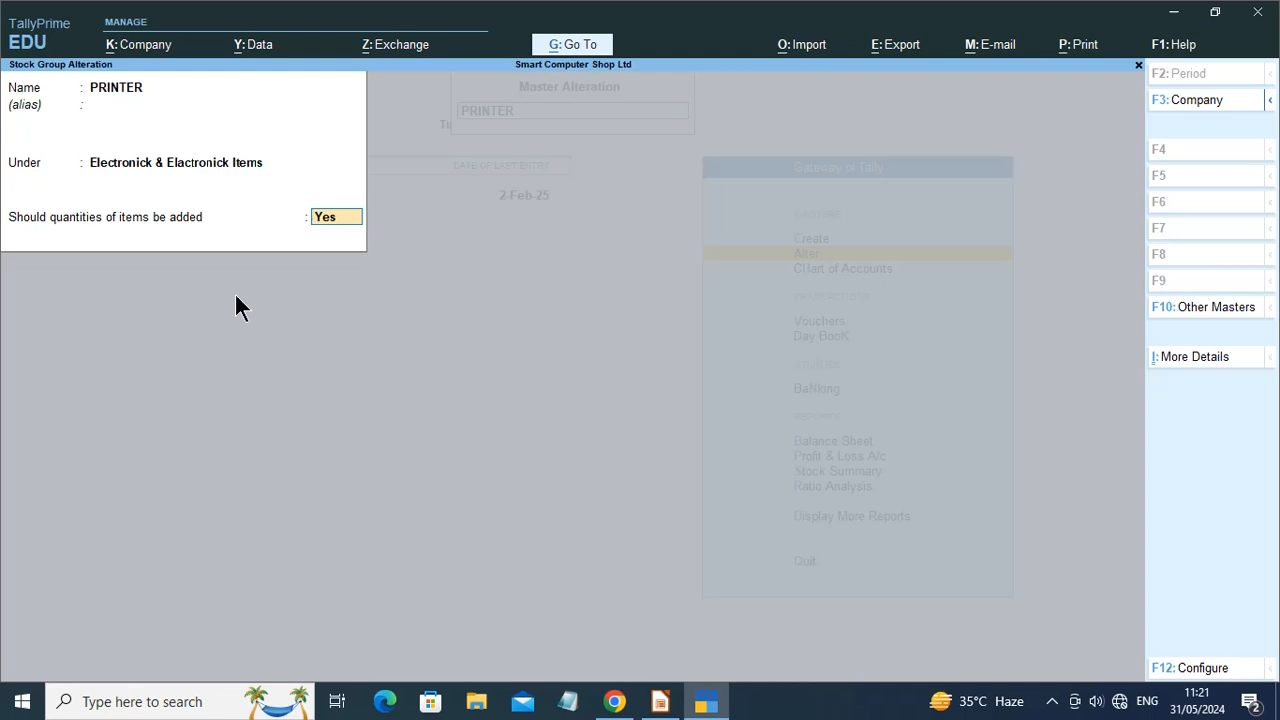 TallyPrime
EDU
MANAGE
K: Company
Y: Data
Z: Exchange
G: Go To
O: Import
E: Export
M: E-mail
P: Print
F1: Help
Stock Group Alteration
Smart Computer Shop Ltd
Name : PRINTER
(alias) :
Under : Electronick & Elactronick Items
Should quantities of items be added : Yes
Master Alteration
PRINTER
DATE OF LAST ENTRY
2-Feb-25
Gateway of Tally
Create
Alter
CHart of Accounts
Vouchers
Day BooK
BaNking
REPORTS
Balance Sheet
Profit & Loss A/c
Stock Summary
Ratio Analysis
Display More Reports
Quit
F2: Period
F3: Company
F4
F5
F6
F7
F8
F9
F10: Other Masters
I: More Details
F12: Configure
Type here to search
35°C Haze
ENG
11:21
31/05/2024
2